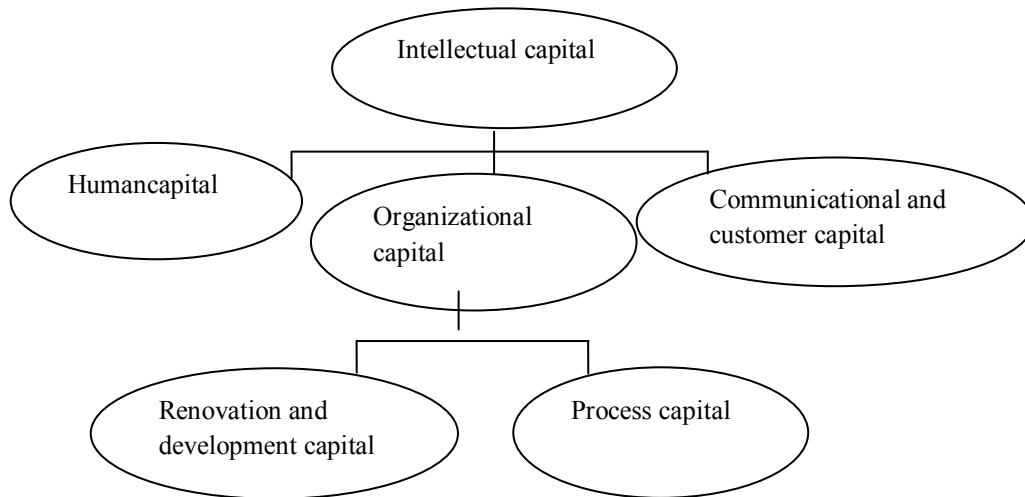 Intellectual capital
Humancapital
Organizational
capital
Communicational and
customer capital
Renovation and
development capital
Process capital